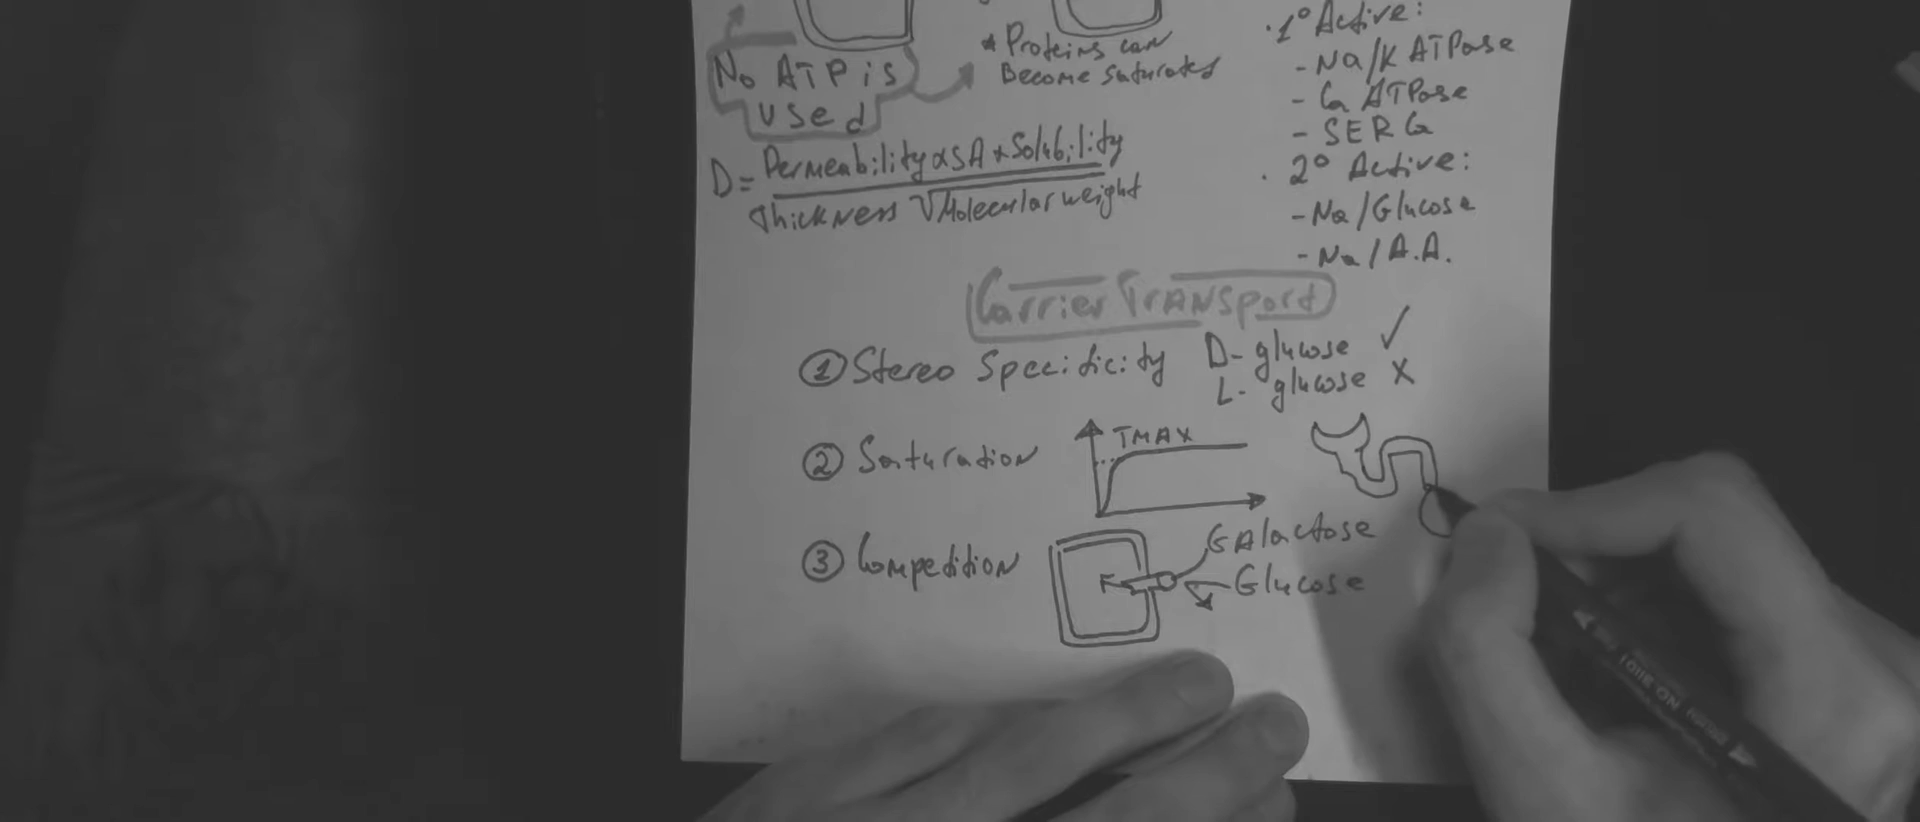 No ATP is
used
* Proteins can
Become saturated
D= Permeability x SA x Solubility
Thickness √Molecular weight
· 1° Active:
- Na/K ATPase
- Ca ATPase
- SERCa
· 2° Active:
- Na/Glucose
- Na/A.A.
Carrier Transport
① Stereo Specificity
D- glucose ✓
L- glucose X
② Saturation
TMAX
③ Competition
GAlactose
Glucose